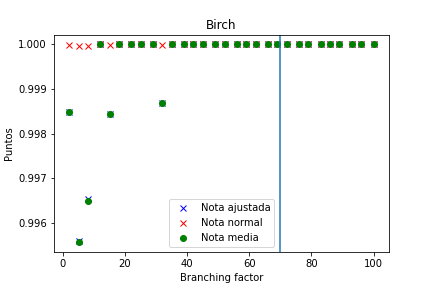 Birch
1.000
0.999
0.998
0.997
0.996
Puntos
Nota ajustada
Nota normal
Nota media
0 20 40 60 80 100
Branching factor